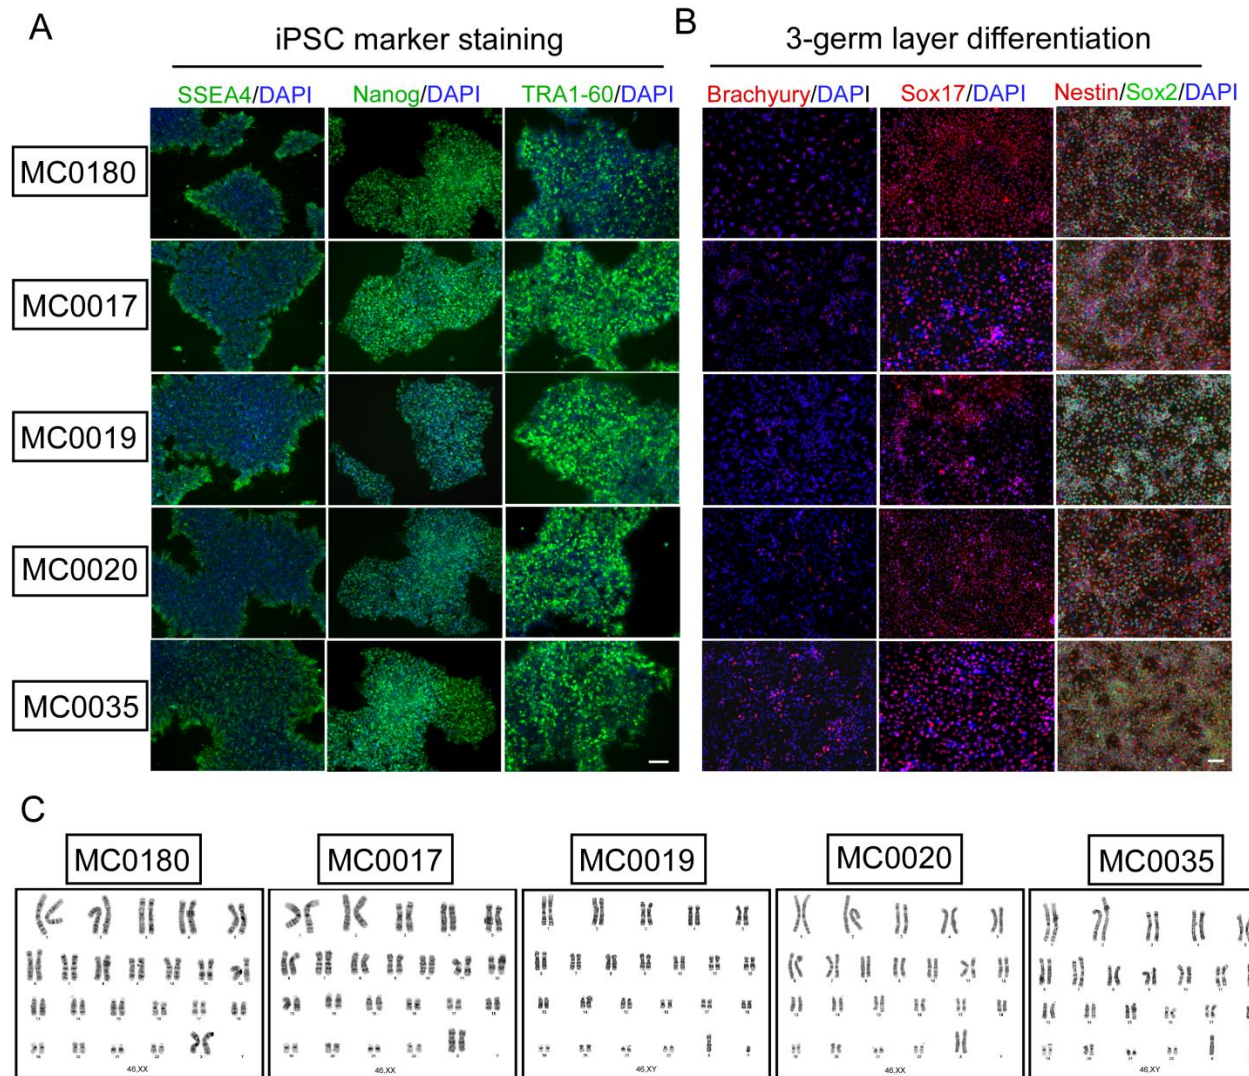 A
iPSC marker staining
B
3-germ layer differentiation
SSEA4/DAPI
Nanog/DAPI
TRA1-60/DAPI
Brachyury/DAPI
Sox17/DAPI
Nestin/Sox2/DAPI
MC0180
MC0017
MC0019
MC0020
MC0035
C
MC0180
MC0017
MC0019
MC0020
MC0035
46,XX
46,XX
46,XY
46,XX
46,XY